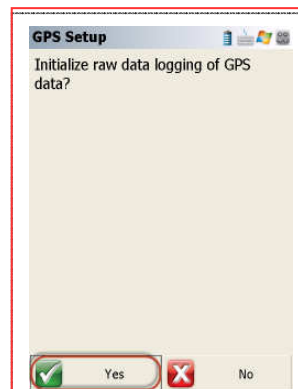 GPS Setup
Initialize raw data logging of GPS
data?
Yes
No